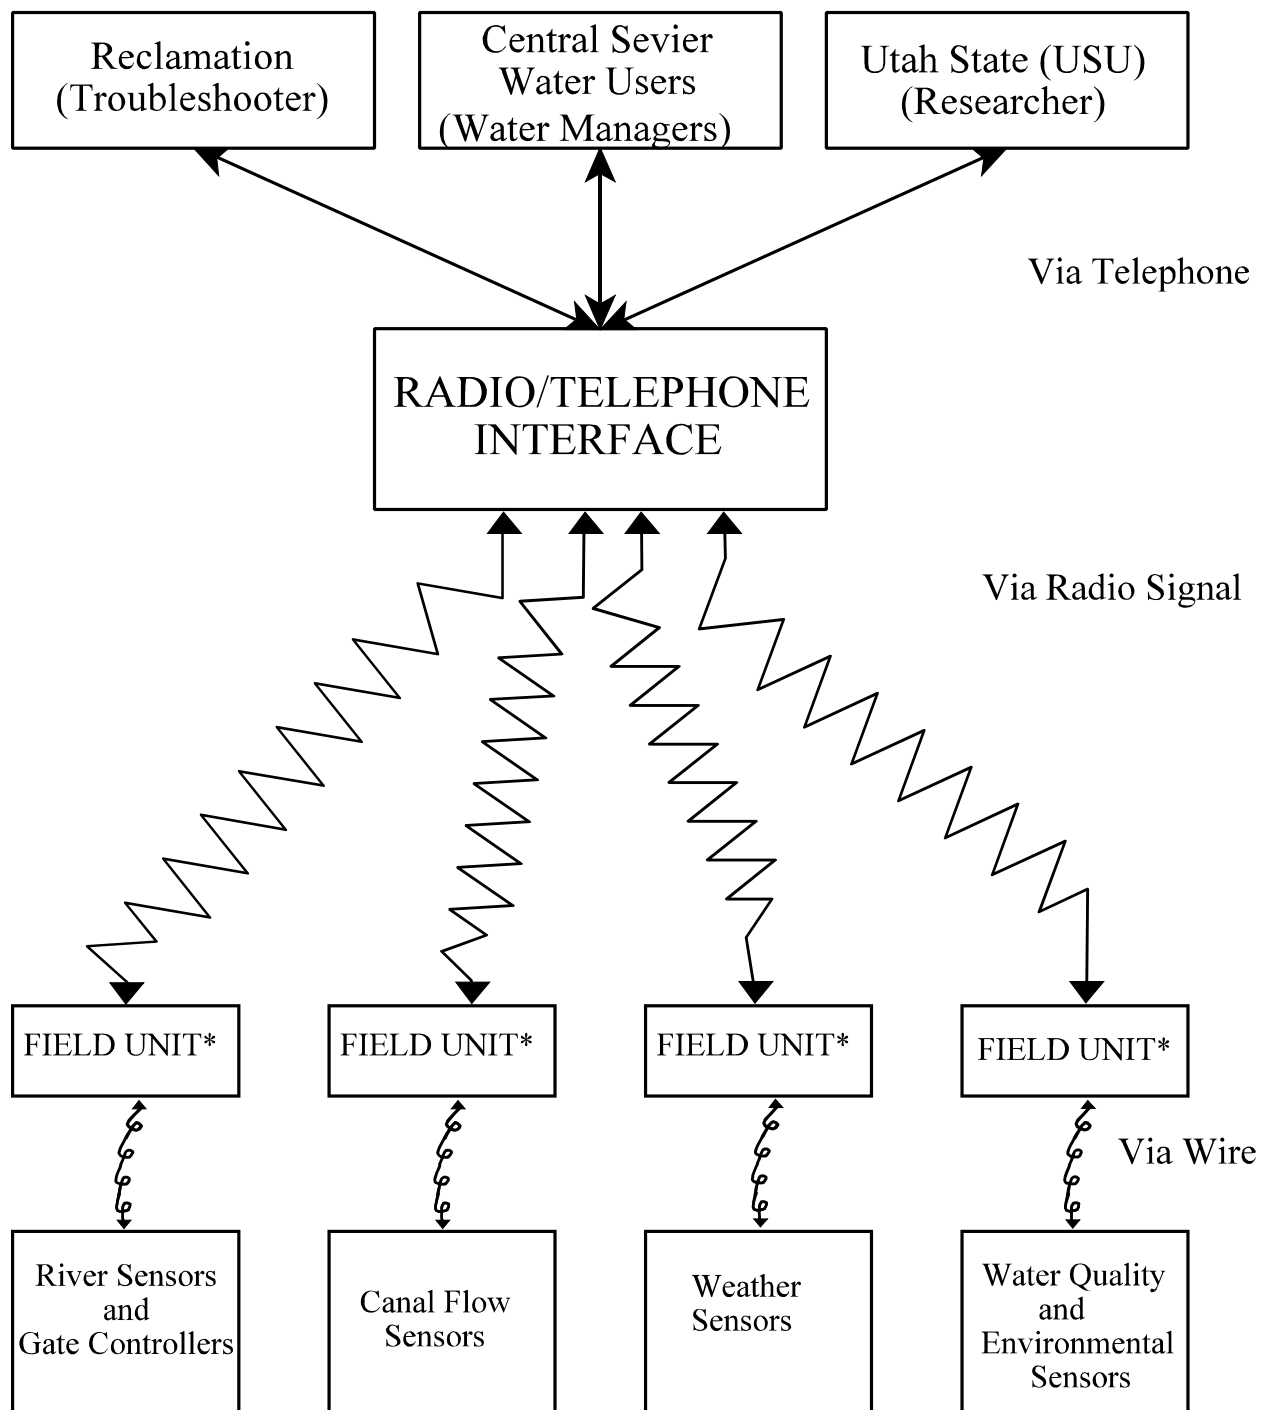 Reclamation
(Troubleshooter)
Central Sevier
Water Users
(Water Managers)
Utah State (USU)
(Researcher)
Via Telephone
RADIO/TELEPHONE
INTERFACE
Via Radio Signal
FIELD UNIT*
FIELD UNIT*
FIELD UNIT*
FIELD UNIT*
Via Wire
River Sensors
and
Gate Controllers
Canal Flow
Sensors
Weather
Sensors
Water Quality
and
Environmental
Sensors